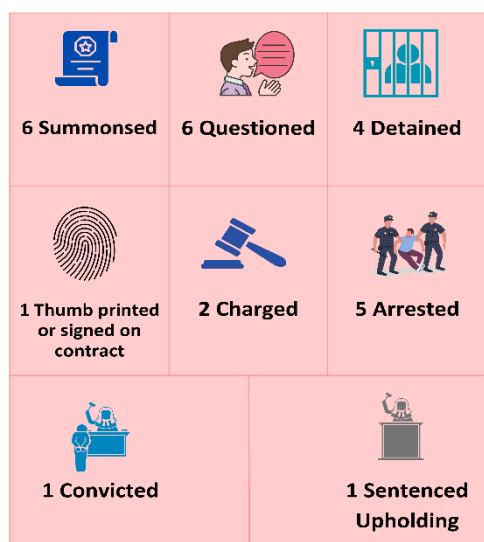 6 Summonsed
6 Questioned
4 Detained
1 Thumb printed
or signed on
contract
2 Charged
5 Arrested
1 Convicted
1 Sentenced
Upholding